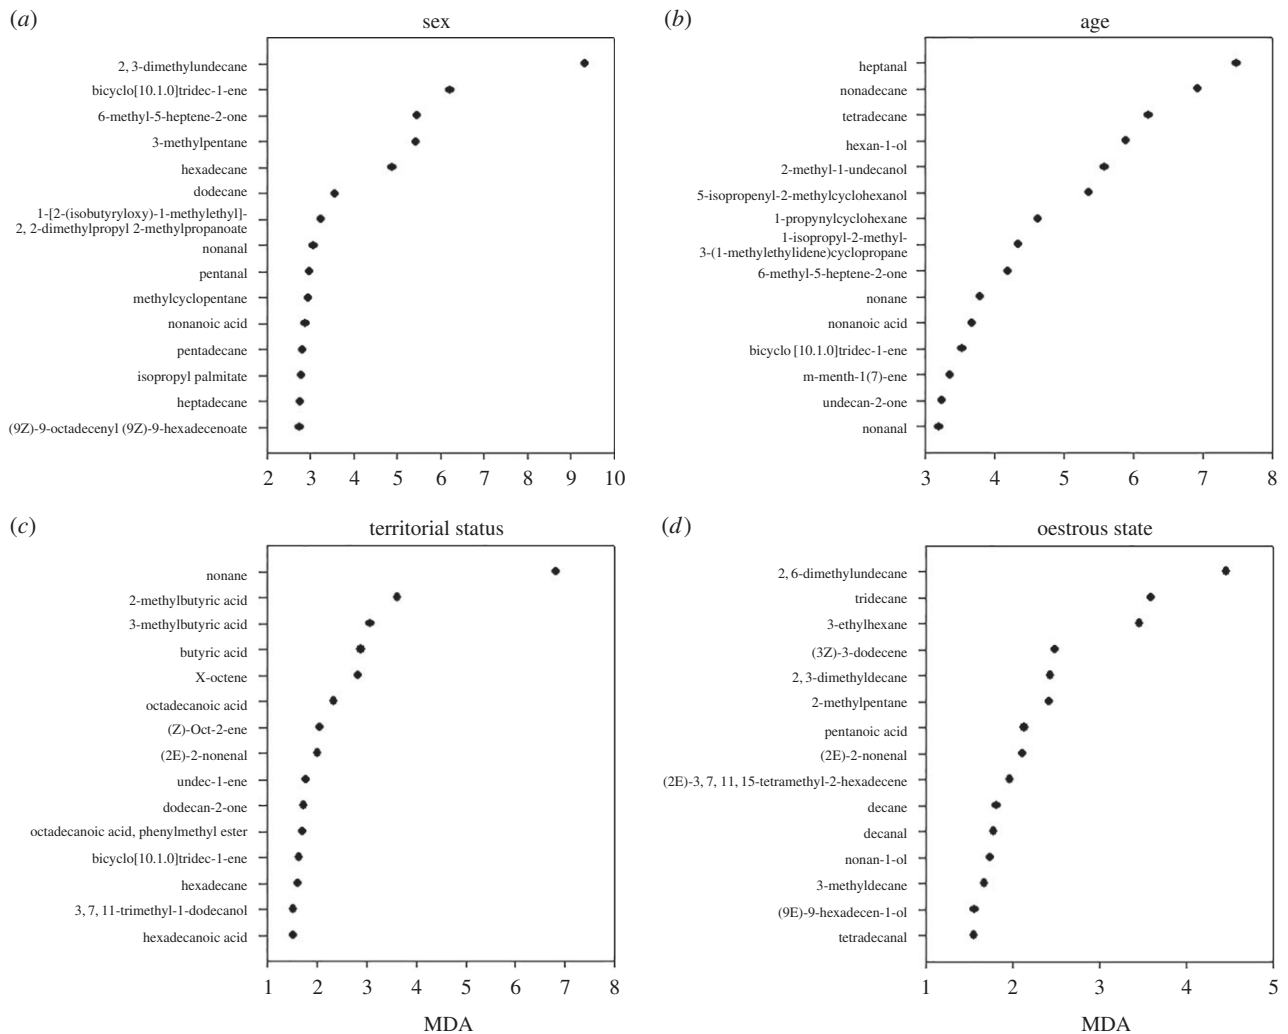 (a)
sex
2, 3-dimethylundecane
bicyclo[10.1.0]tridec-1-ene
6-methyl-5-heptene-2-one
3-methylpentane
hexadecane
dodecane
1-[2-(isobutyryloxy)-1-methylethyl]-
2, 2-dimethylpropyl 2-methylpropanoate
nonanal
pentanal
methylcyclopentane
nonanoic acid
pentadecane
isopropyl palmitate
heptadecane
(9Z)-9-octadecenyl (9Z)-9-hexadecenoate
2 3 4 5 6 7 8 9 10
(b)
age
heptanal
nonadecane
tetradecane
hexan-1-ol
2-methyl-1-undecanol
5-isopropenyl-2-methylcyclohexanol
1-propynylcyclohexane
1-isopropyl-2-methyl-
3-(1-methylethylidene)cyclopropane
6-methyl-5-heptene-2-one
nonane
nonanoic acid
bicyclo [10.1.0]tridec-1-ene
m-menth-1(7)-ene
undecan-2-one
nonanal
3 4 5 6 7 8
(c)
territorial status
nonane
2-methylbutyric acid
3-methylbutyric acid
butyric acid
X-octene
octadecanoic acid
(Z)-Oct-2-ene
(2E)-2-nonenal
undec-1-ene
dodecan-2-one
octadecanoic acid, phenylmethyl ester
bicyclo[10.1.0]tridec-1-ene
hexadecane
3, 7, 11-trimethyl-1-dodecanol
hexadecanoic acid
1 2 3 4 5 6 7 8
MDA
(d)
oestrous state
2, 6-dimethylundecane
tridecane
3-ethylhexane
(3Z)-3-dodecene
2, 3-dimethyldecane
2-methylpentane
pentanoic acid
(2E)-2-nonenal
(2E)-3, 7, 11, 15-tetramethyl-2-hexadecene
decane
decanal
nonan-1-ol
3-methyldecane
(9E)-9-hexadecen-1-ol
tetradecanal
1 2 3 4 5
MDA